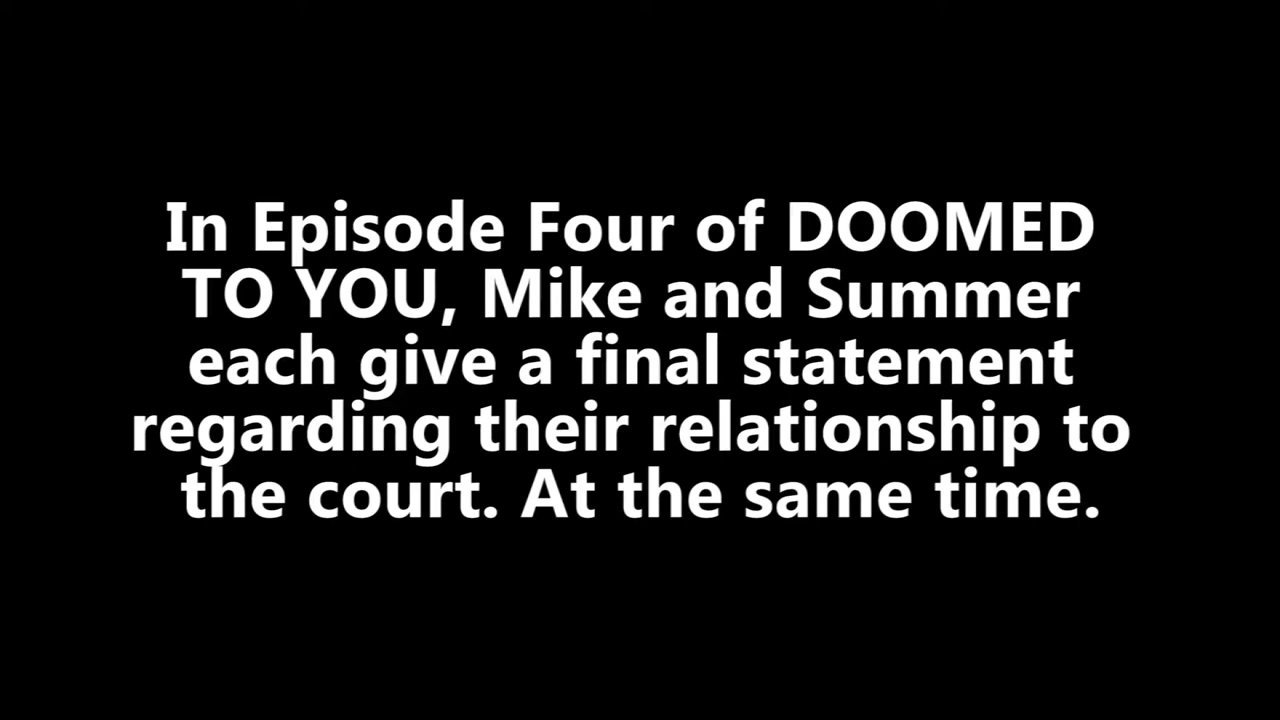 In Episode Four of DOOMED
TO YOU, Mike and Summer
each give a final statement
regarding their relationship to
the court. At the same time.